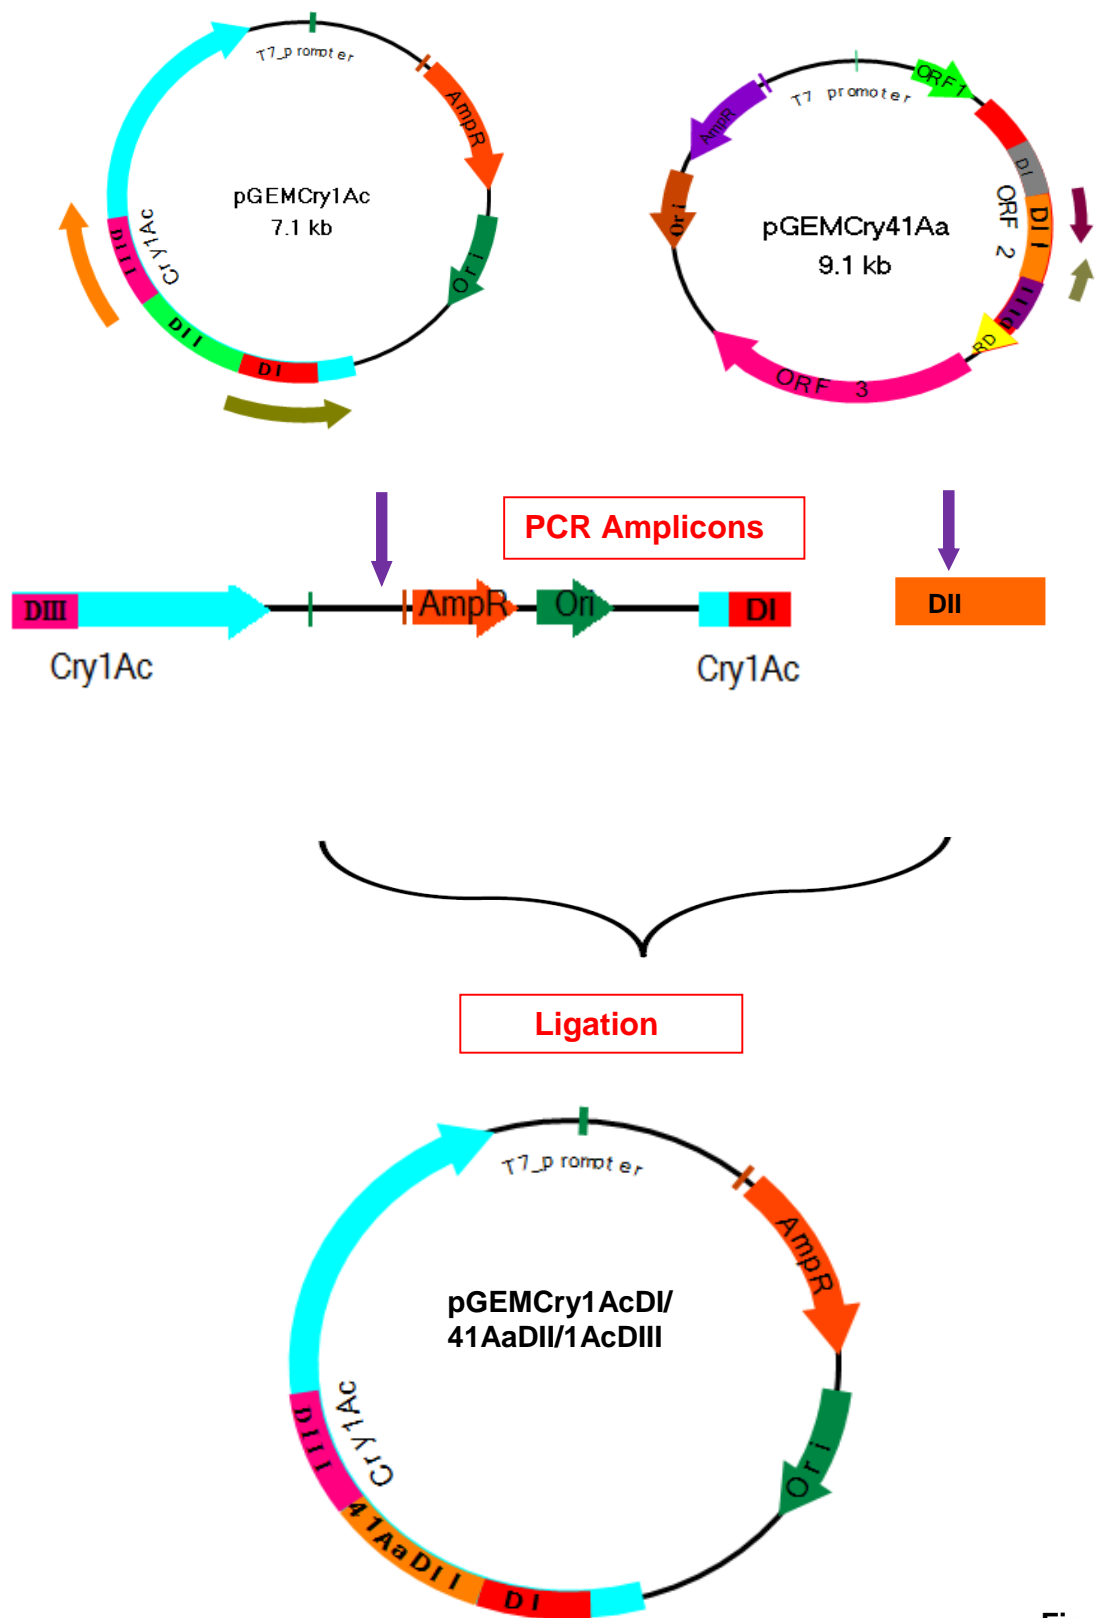 T7_promoter
AmpR
pGEMCry1Ac
7.1 kb
Ori
Cry1Ac
DIII
DII
DI
T7 promoter
ORF1
AmpR
DI
Ori
ORF 2
DII
pGEMCry41Aa
9.1 kb
DIII
RD
ORF 3
PCR Amplicons
DIII
AmpR
Ori
DI
DII
Cry1Ac
Cry1Ac
Ligation
T7_promoter
AmpR
pGEMCry1AcDI/
41AaDII/1AcDIII
Cry1Ac
DIII
Ori
41AaDII
DI